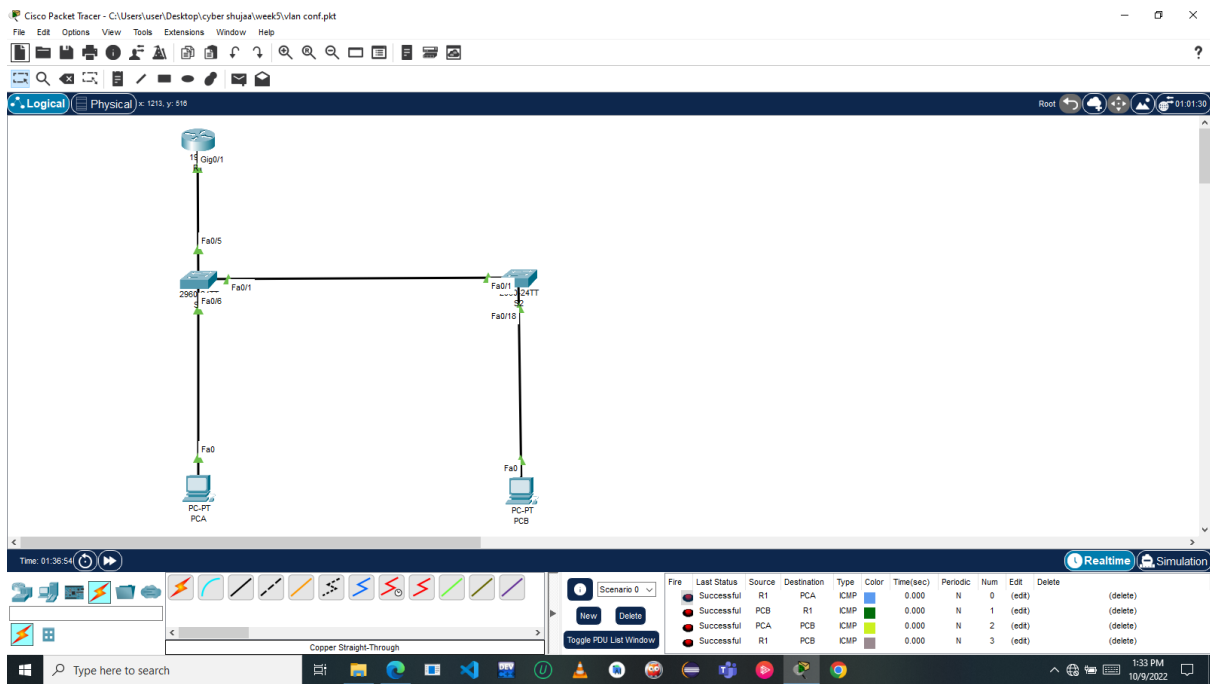 Cisco Packet Tracer - C:\Users\user\Desktop\cyber shujaa\week5\vlan conf.pkt
File Edit Options View Tools Extensions Window Help
?
Logical Physical x: 1213, y: 516 Root 01:01:30
Gig0/1
Fa0/5
Fa0/1
Fa0/1
2960
24TT
Fa0/6
S2
Fa0/18
Fa0
Fa0
PC-PT
PCA
PC-PT
PCB
Time: 01:36:54 Realtime Simulation
Scenario 0
New Delete
Toggle PDU List Window
Copper Straight-Through
Fire Last Status Source Destination Type Color Time(sec) Periodic Num Edit Delete
Successful R1 PCA ICMP 0.000 N 0 (edit) (delete)
Successful PCB R1 ICMP 0.000 N 1 (edit) (delete)
Successful PCA PCB ICMP 0.000 N 2 (edit) (delete)
Successful R1 PCB ICMP 0.000 N 3 (edit) (delete)
Type here to search
DEV
1:33 PM
10/9/2022